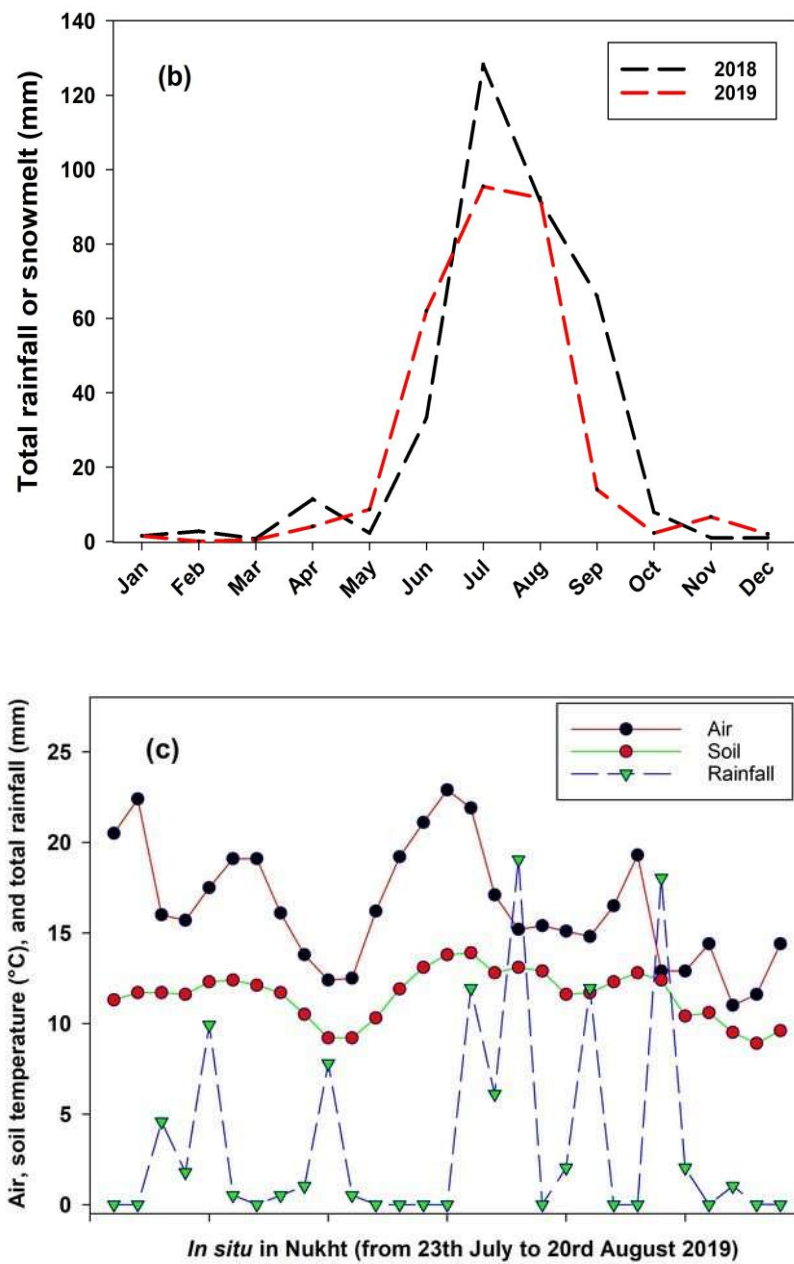 Total rainfall or snowmelt (mm)
140
120
100
80
60
40
20
0
(b)
2018
2019
Jan
Feb
Mar
Apr
May
Jun
Jul
Aug
Sep
Oct
Nov
Dec
Air, soil temperature (°C), and total rainfall (mm)
25
20
15
10
5
0
(c)
Air
Soil
Rainfall
In situ in Nukht (from 23th July to 20rd August 2019)